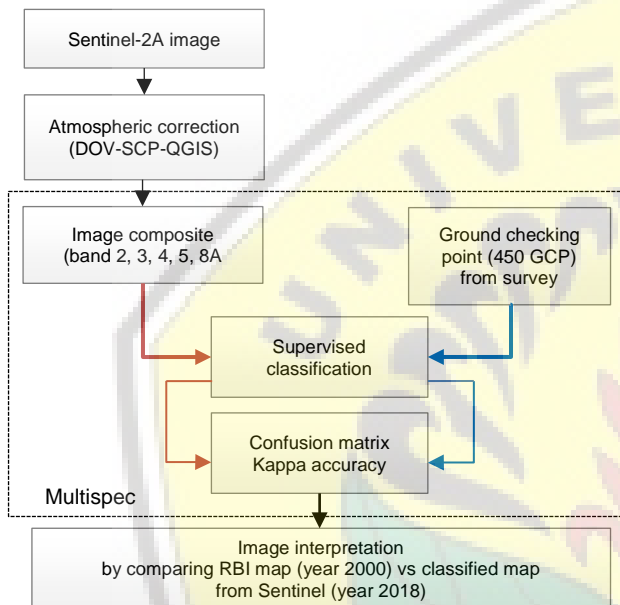 Sentinel-2A image
Atmospheric correction
(DOV-SCP-QGIS)
Image composite
(band 2, 3, 4, 5, 8A
Ground checking
point (450 GCP)
from survey
Supervised
classification
Confusion matrix
Kappa accuracy
Multispec
Image interpretation
by comparing RBI map (year 2000) vs classified map
from Sentinel (year 2018)
UNIVE